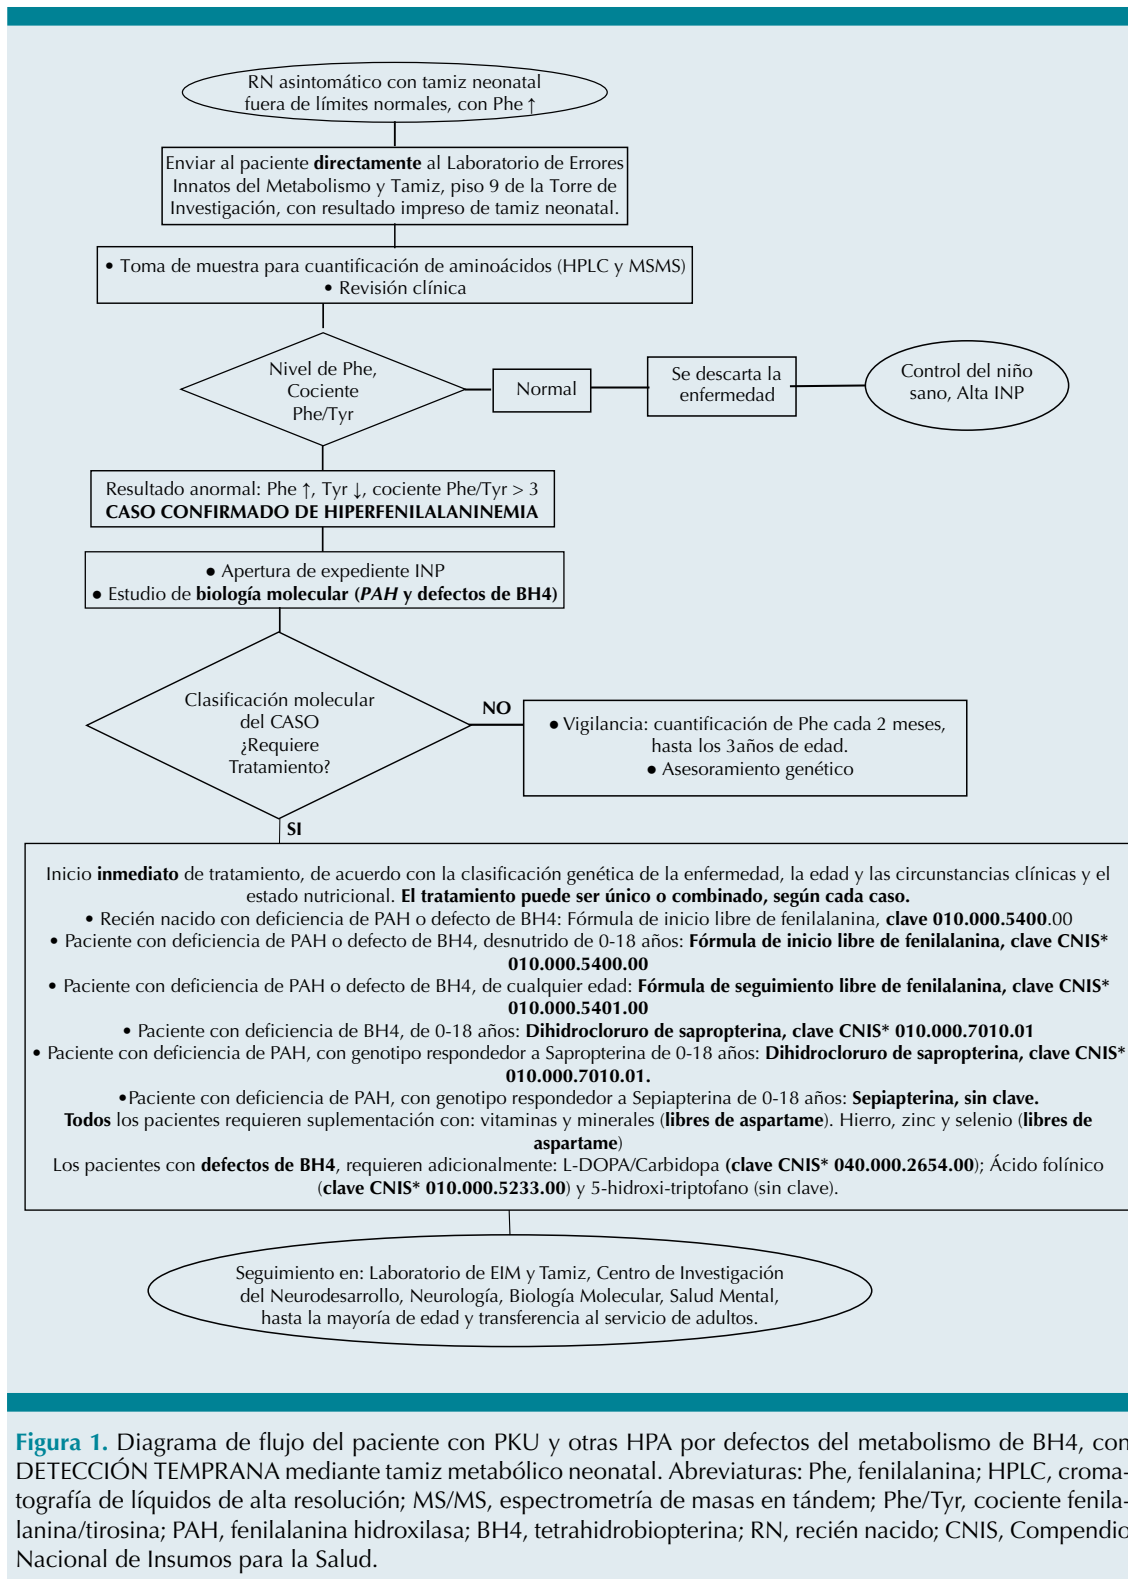 RN asintomático con tamiz neonatal
fuera de límites normales, con Phe ↑
Enviar al paciente directamente al Laboratorio de Errores
Innatos del Metabolismo y Tamiz, piso 9 de la Torre de
Investigación, con resultado impreso de tamiz neonatal.
• Toma de muestra para cuantificación de aminoácidos (HPLC y MSMS)
• Revisión clínica
Nivel de Phe,
Cociente
Phe/Tyr
Normal
Se descarta la
enfermedad
Control del niño
sano, Alta INP
Resultado anormal: Phe ↑, Tyr ↓, cociente Phe/Tyr > 3
CASO CONFIRMADO DE HIPERFENILALANINEMIA
● Apertura de expediente INP
● Estudio de biología molecular (PAH y defectos de BH4)
Clasificación molecular
del CASO
¿Requiere
Tratamiento?
NO
● Vigilancia: cuantificación de Phe cada 2 meses,
hasta los 3años de edad.
● Asesoramiento genético
SI
Inicio inmediato de tratamiento, de acuerdo con la clasificación genética de la enfermedad, la edad y las circunstancias clínicas y el
estado nutricional. El tratamiento puede ser único o combinado, según cada caso.
• Recién nacido con deficiencia de PAH o defecto de BH4: Fórmula de inicio libre de fenilalanina, clave 010.000.5400.00
• Paciente con deficiencia de PAH o defecto de BH4, desnutrido de 0-18 años: Fórmula de inicio libre de fenilalanina, clave CNIS*
010.000.5400.00
• Paciente con deficiencia de PAH o defecto de BH4, de cualquier edad: Fórmula de seguimiento libre de fenilalanina, clave CNIS*
010.000.5401.00
• Paciente con deficiencia de BH4, de 0-18 años: Dihidrocloruro de sapropterina, clave CNIS* 010.000.7010.01
• Paciente con deficiencia de PAH, con genotipo respondedor a Sapropterina de 0-18 años: Dihidrocloruro de sapropterina, clave CNIS*
010.000.7010.01.
•Paciente con deficiencia de PAH, con genotipo respondedor a Sepiapterina de 0-18 años: Sepiapterina, sin clave.
Todos los pacientes requieren suplementación con: vitaminas y minerales (libres de aspartame). Hierro, zinc y selenio (libres de
aspartame)
Los pacientes con defectos de BH4, requieren adicionalmente: L-DOPA/Carbidopa (clave CNIS* 040.000.2654.00); Ácido folínico
(clave CNIS* 010.000.5233.00) y 5-hidroxi-triptofano (sin clave).
Seguimiento en: Laboratorio de EIM y Tamiz, Centro de Investigación
del Neurodesarrollo, Neurología, Biología Molecular, Salud Mental,
hasta la mayoría de edad y transferencia al servicio de adultos.
Figura 1. Diagrama de flujo del paciente con PKU y otras HPA por defectos del metabolismo de BH4, con
DETECCIÓN TEMPRANA mediante tamiz metabólico neonatal. Abreviaturas: Phe, fenilalanina; HPLC, croma-
tografía de líquidos de alta resolución; MS/MS, espectrometría de masas en tándem; Phe/Tyr, cociente fenila-
lanina/tirosina; PAH, fenilalanina hidroxilasa; BH4, tetrahidrobiopterina; RN, recién nacido; CNIS, Compendio
Nacional de Insumos para la Salud.